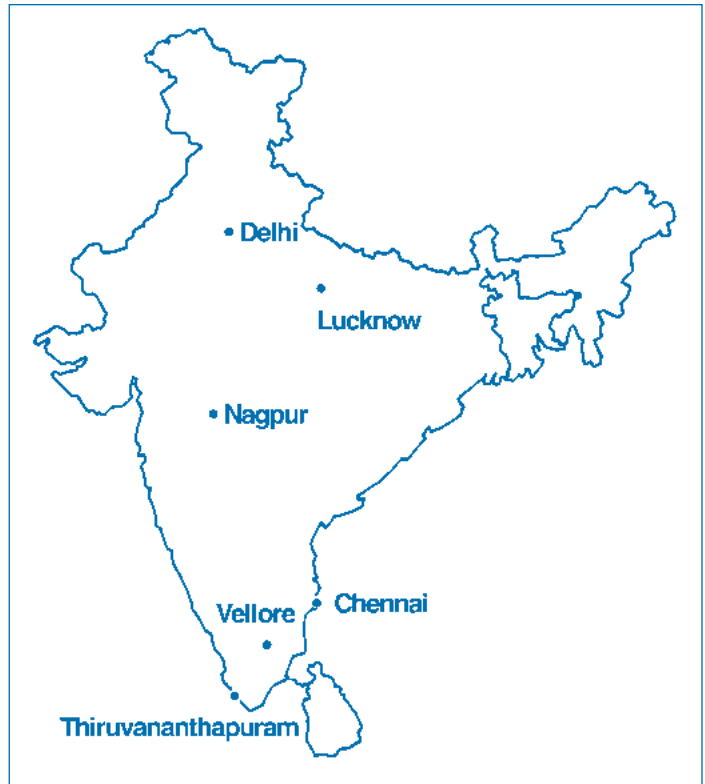 Delhi
Lucknow
Nagpur
Chennai
Vellore
Thiruvananthapuram